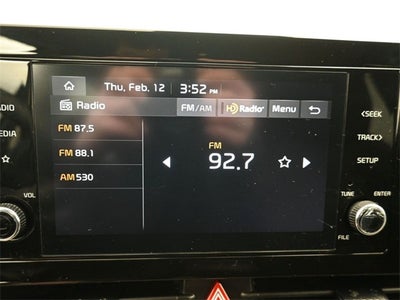 Thu, Feb. 12 3:52 PM
Radio FM/AM HD Radio Menu
ADIO
EDIA
VOL
FM 87.5
FM 88.1
AM 530
FM
92.7
<SEEK
TRACK>
SETUP
TUNE ENTER
FILE